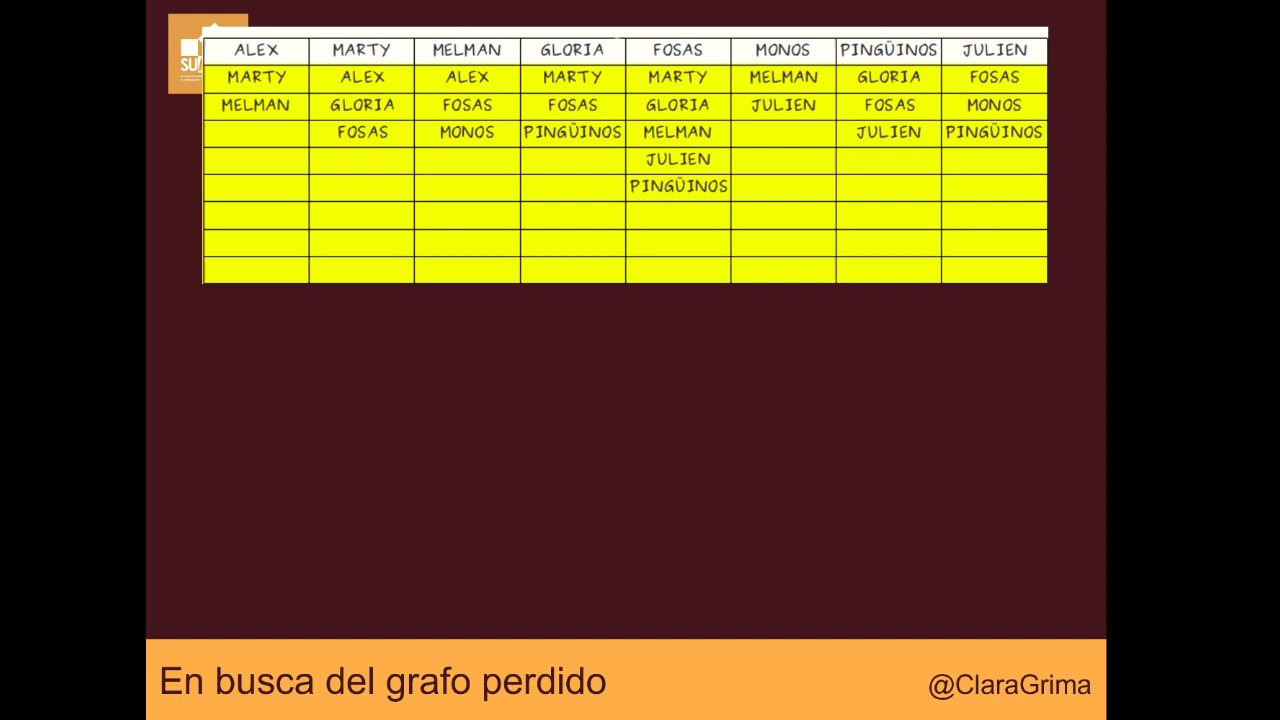 ALEX MARTY MELMAN GLORIA FOSAS MONOS PINGÜINOS JULIEN
MARTY ALEX ALEX MARTY MARTY MELMAN GLORIA FOSAS
MELMAN GLORIA FOSAS FOSAS GLORIA JULIEN FOSAS MONOS
FOSAS MONOS PINGÜINOS MELMAN JULIEN PINGÜINOS
JULIEN
PINGÜINOS
En busca del grafo perdido
@ClaraGrima